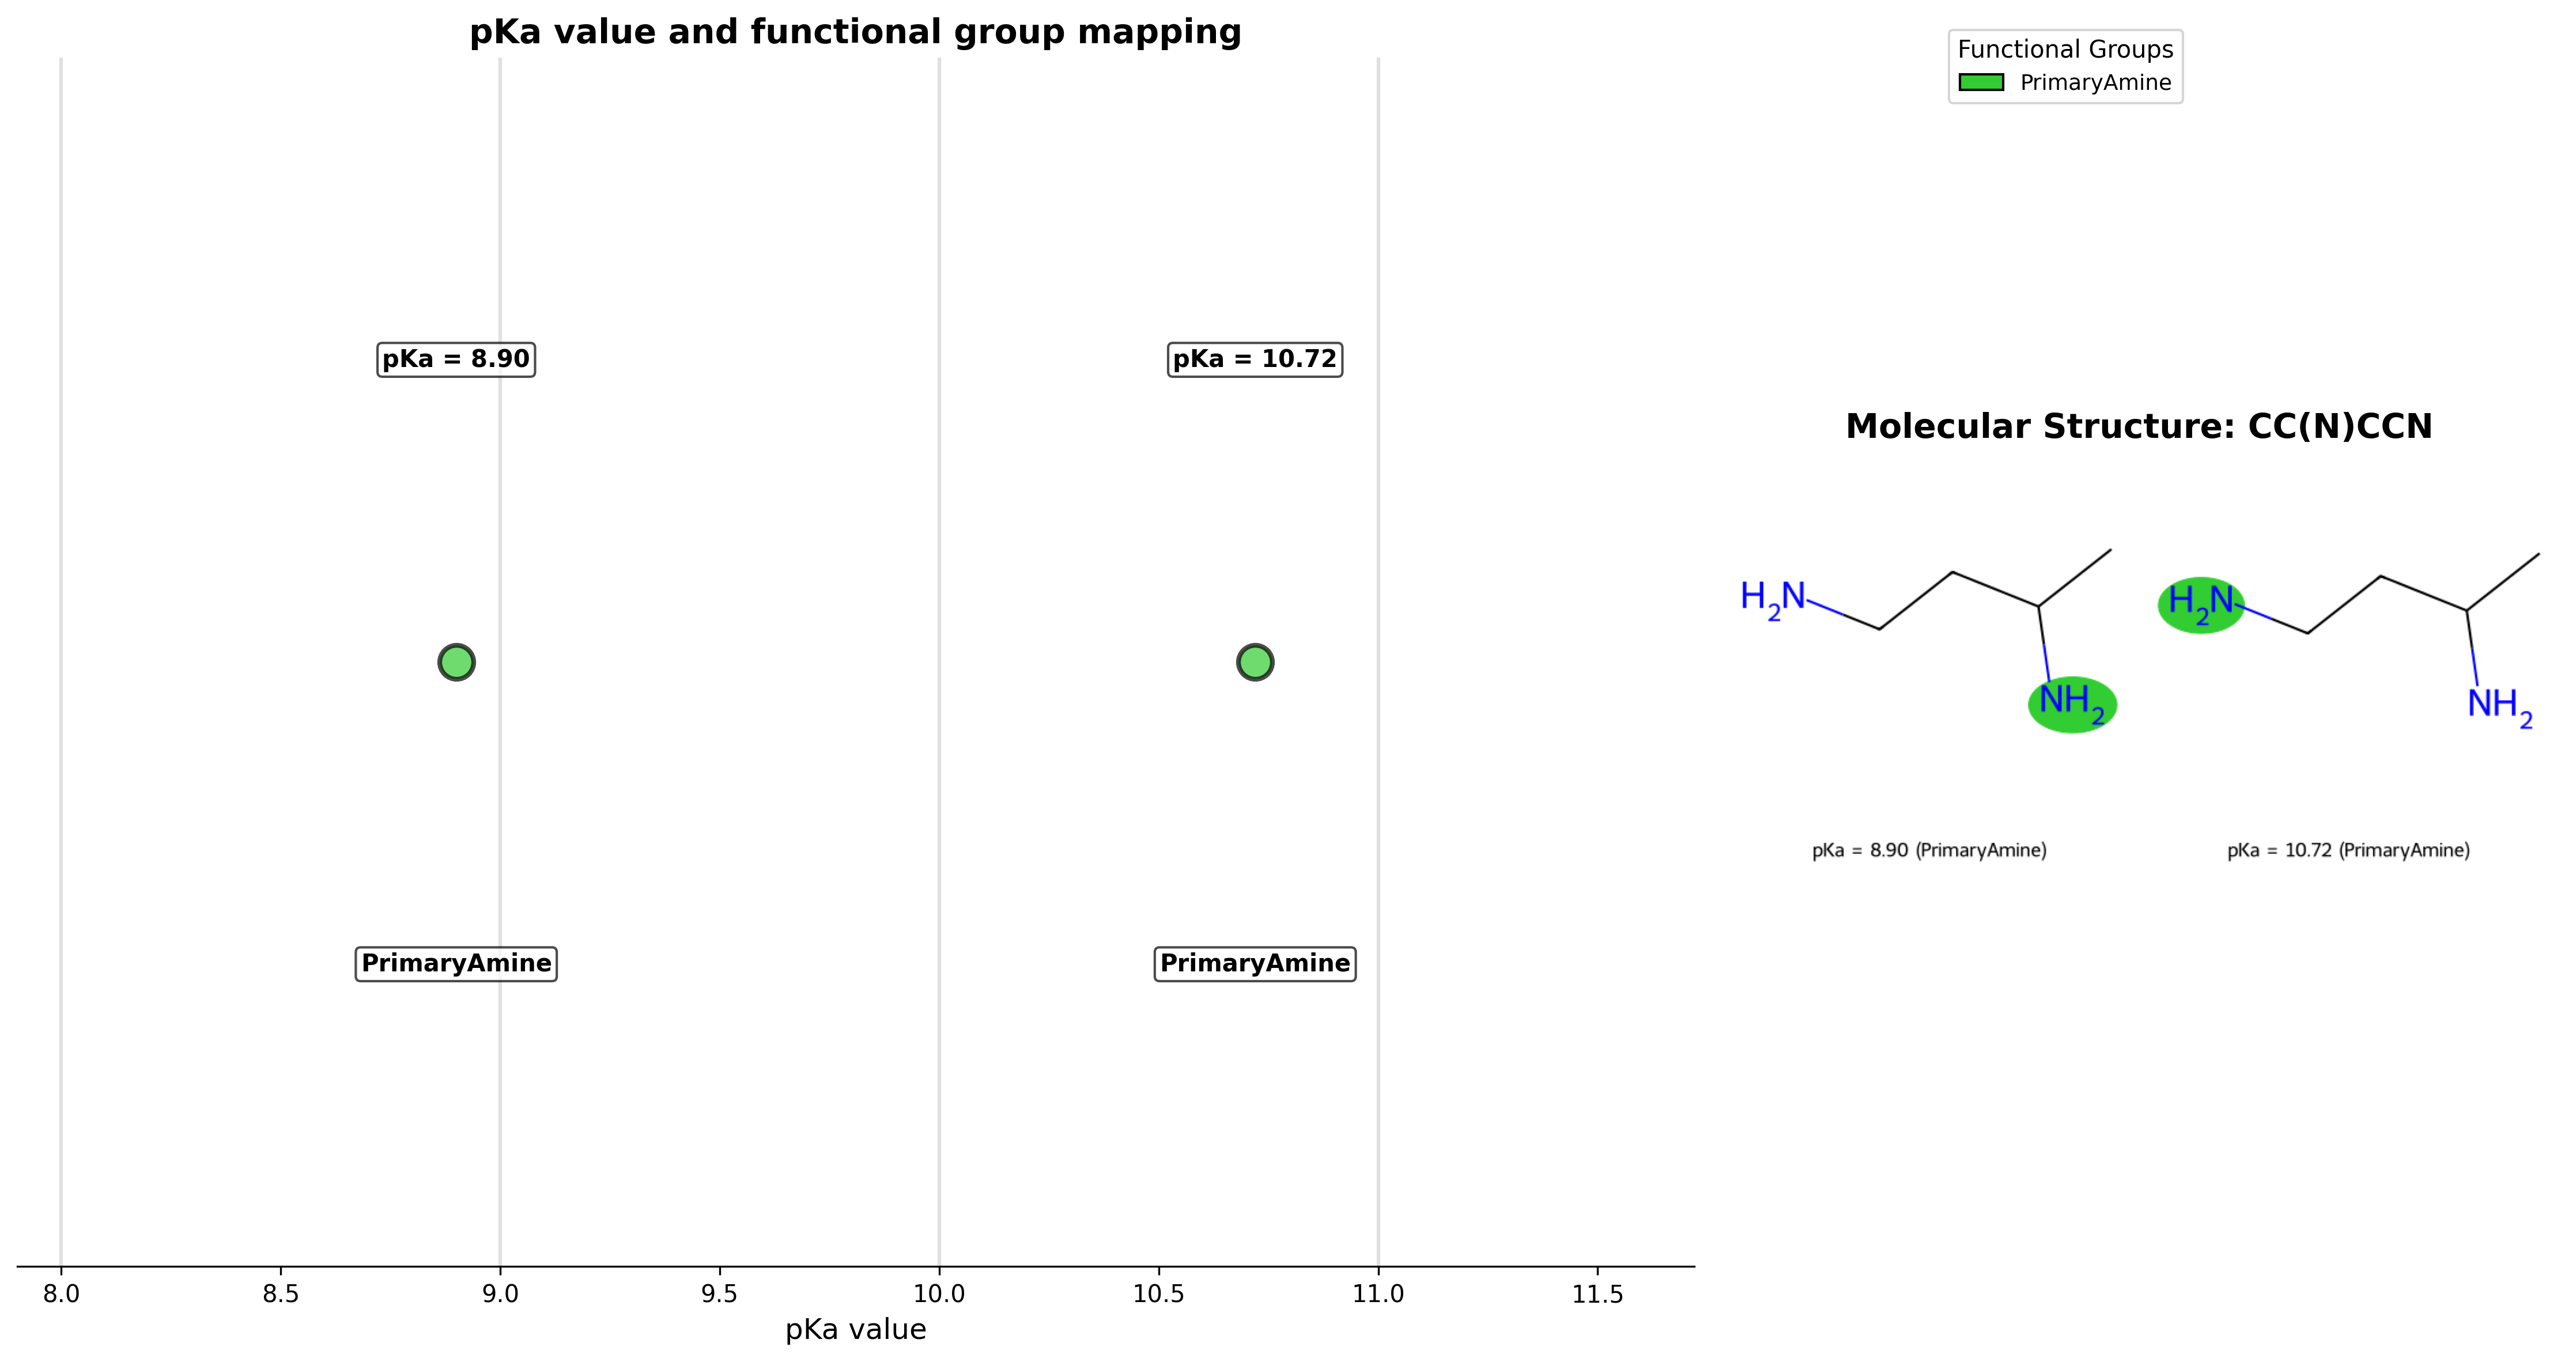 pKa value and functional group mapping
pKa = 8.90
pKa = 10.72
PrimaryAmine
PrimaryAmine
8.0
8.5
9.0
9.5
10.0
10.5
11.0
11.5
pKa value
Functional Groups
PrimaryAmine
Molecular Structure: CC(N)CCN
H₂N
NH₂
H₂N
NH₂
pKa = 8.90 (PrimaryAmine)
pKa = 10.72 (PrimaryAmine)